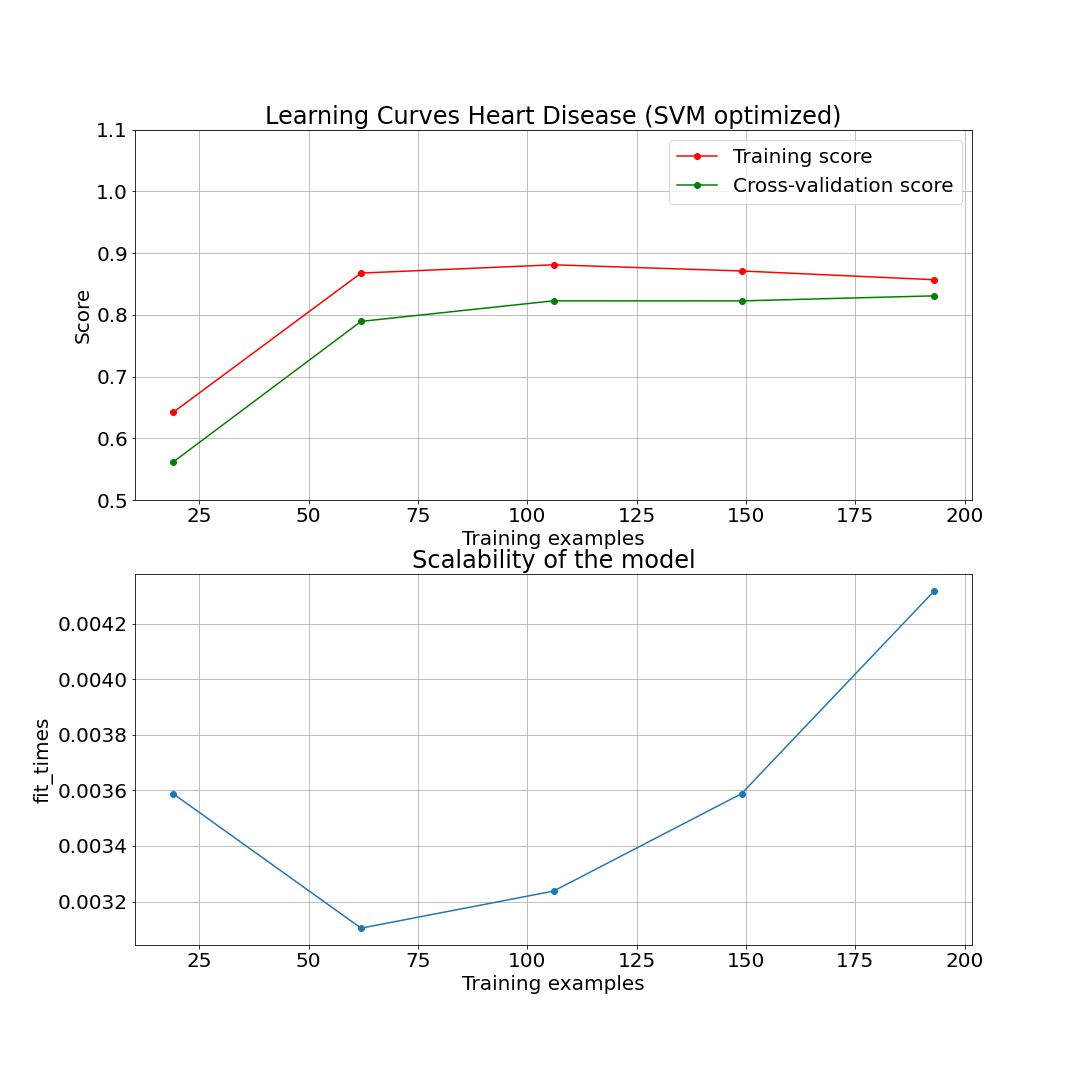 Learning Curves Heart Disease (SVM optimized)
1.1
1.0
0.9
0.8
0.7
0.6
0.5
Score
Training score
Cross-validation score
25 50 75 100 125 150 175 200
Training examples
Scalability of the model
0.0042
0.0040
0.0038
0.0036
0.0034
0.0032
fit_times
25 50 75 100 125 150 175 200
Training examples